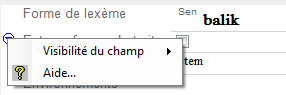 Forme de lexème Sen balik
Visibilité du champ
tem
Aide...